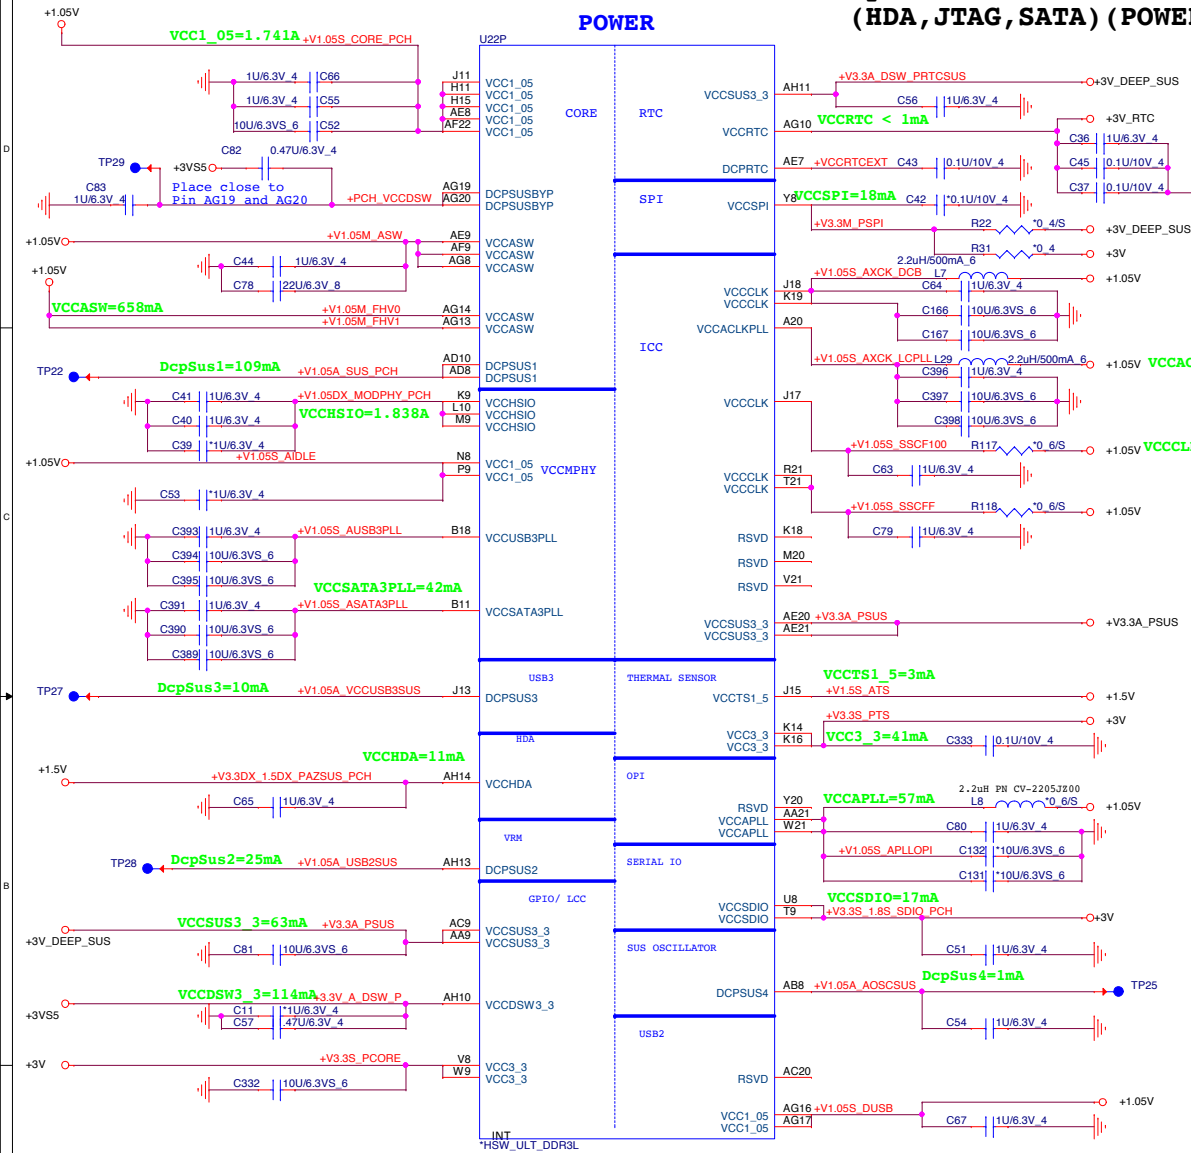 (HDA,JTAG,SATA)(POWE
POWER
+1.05V
VCC1_05=1.741A +V1.05S_CORE_PCH
U22P
1U/6.3V_4 C66
1U/6.3V_4 C55
10U/6.3VS_6 C52
J11 VCC1_05
H11 VCC1_05
H15 VCC1_05
AE8 VCC1_05
AF22 VCC1_05
CORE
RTC
VCCSUS3_3 AH11
+V3.3A_DSW_PRTCSUS
+3V_DEEP_SUS
C56 1U/6.3V_4
VCCRTC AG10
VCCRTC < 1mA
+3V_RTC
C36 1U/6.3V_4
C45 0.1U/10V_4
C37 0.1U/10V_4
D
D
C82 0.47U/6.3V_4
TP29
+3VS5
C83
1U/6.3V_4
Place close to
Pin AG19 and AG20
+PCH_VCCDSW
AG19 DCPSUSBYP
AG20 DCPSUSBYP
DCPRTC AE7
+VCCRTCEXT C43 0.1U/10V_4
SPI
VCCSPI Y8
VCCSPI=18mA
C42 *0.1U/10V_4
+V3.3M_PSPI
R22 *0_4/S
+3V_DEEP_SUS
R31 *0_4
+3V
+1.05V
+V1.05M_ASW
AE9 VCCASW
AF9 VCCASW
AG8 VCCASW
C44 1U/6.3V_4
C78 22U/6.3V_8
+1.05V
VCCASW=658mA
+V1.05M_FHV0
+V1.05M_FHV1
AG14 VCCASW
AG13 VCCASW
2.2uH/500mA_6
+V1.05S_AXCK_DCB L7
+1.05V
VCCCLK J18
VCCCLK K19
C64 1U/6.3V_4
C166 10U/6.3VS_6
C167 10U/6.3VS_6
VCCACLKPLL A20
ICC
+V1.05S_AXCK_LCPLL L29 2.2uH/500mA_6
+1.05V VCCAC
C396 1U/6.3V_4
C397 10U/6.3VS_6
C398 10U/6.3VS_6
TP22
DcpSus1=109mA
+V1.05A_SUS_PCH
AD10 DCPSUS1
AD8 DCPSUS1
C41 1U/6.3V_4
+V1.05DX_MODPHY_PCH
VCCHSIO=1.838A
C40 1U/6.3V_4
C39 *1U/6.3V_4
K9 VCCHSIO
L10 VCCHSIO
M9 VCCHSIO
VCCCLK J17
+V1.05S_SSCF100 R117 *0_6/S
+1.05V VCCCL
C63 1U/6.3V_4
+1.05V
+V1.05S_AIDLE
N8 VCC1_05
P9 VCC1_05
VCCMPHY
C53 *1U/6.3V_4
VCCCLK R21
VCCCLK T21
+V1.05S_SSCFF R118 *0_6/S
+1.05V
C79 1U/6.3V_4
C
C393 1U/6.3V_4
C394 10U/6.3VS_6
C395 10U/6.3VS_6
+V1.05S_AUSB3PLL
B18 VCCUSB3PLL
RSVD K18
RSVD M20
RSVD V21
VCCSATA3PLL=42mA
C391 1U/6.3V_4
C390 10U/6.3VS_6
C389 10U/6.3VS_6
+V1.05S_ASATA3PLL
B11 VCCSATA3PLL
VCCSUS3_3 AE20
VCCSUS3_3 AE21
+V3.3A_PSUS
+V3.3A_PSUS
TP27
DcpSus3=10mA
+V1.05A_VCCUSB3SUS
J13 DCPSUS3
USB3
THERMAL SENSOR
VCCTS1_5 J15
VCCTS1_5=3mA
+V1.5S_ATS
+1.5V
+V3.3S_PTS
+3V
VCC3_3 K14
VCC3_3 K16
VCC3_3=41mA
C333 0.1U/10V_4
HDA
VCCHDA=11mA
+1.5V
+V3.3DX_1.5DX_PAZSUS_PCH
AH14 VCCHDA
C65 1U/6.3V_4
OPI
2.2uH PN CV-2205JZ00
RSVD Y20
VCCAPLL AA21
VCCAPLL W21
VCCAPLL=57mA
L8 *0_6/S
+1.05V
C80 1U/6.3V_4
+V1.05S_APLLOPI C132 *10U/6.3VS_6
C131 *10U/6.3VS_6
VRM
TP28
DcpSus2=25mA
+V1.05A_USB2SUS
AH13 DCPSUS2
B
SERIAL IO
VCCSDIO U8
VCCSDIO T9
VCCSDIO=17mA
+V3.3S_1.8S_SDIO_PCH
+3V
C51 1U/6.3V_4
GPIO/ LCC
VCCSUS3_3=63mA
+3V_DEEP_SUS
+V3.3A_PSUS
C81 10U/6.3VS_6
AC9 VCCSUS3_3
AA9 VCCSUS3_3
SUS OSCILLATOR
DCPSUS4 AB8
DcpSus4=1mA
+V1.05A_AOSCSUS
TP25
C54 1U/6.3V_4
VCCDSW3_3=114mA
+3.3V_A_DSW_P
+3VS5
C11 *1U/6.3V_4
C57 .47U/6.3V_4
AH10 VCCDSW3_3
USB2
+3V
+V3.3S_PCORE
C332 10U/6.3VS_6
V8 VCC3_3
W9 VCC3_3
RSVD AC20
VCC1_05 AG16
VCC1_05 AG17
+V1.05S_DUSB
+1.05V
C67 1U/6.3V_4
INT
*HSW_ULT_DDR3L